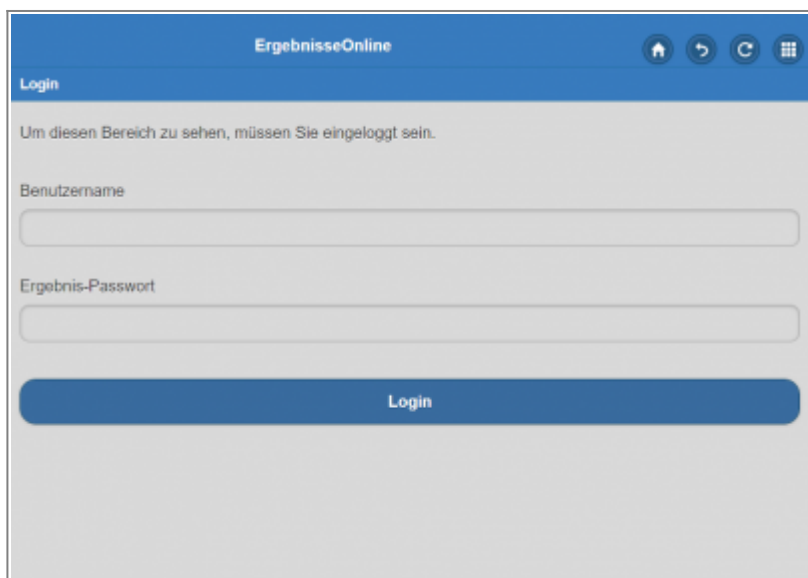 ErgebnisseOnline
Login
Um diesen Bereich zu sehen, müssen Sie eingeloggt sein.
Benutzername
Ergebnis-Passwort
Login